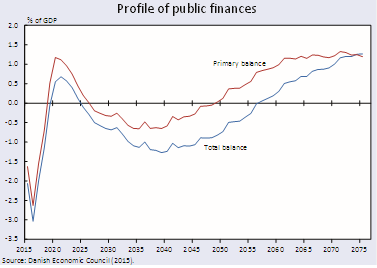 Profile of public finances
% of GDP
2.0
1.5
1.0
0.5
0.0
-0.5
-1.0
-1.5
-2.0
-2.5
-3.0
-3.5
Primary balance
Total balance
2015 2020 2025 2030 2035 2040 2045 2050 2055 2060 2065 2070 2075
Source: Danish Economic Council (2015).